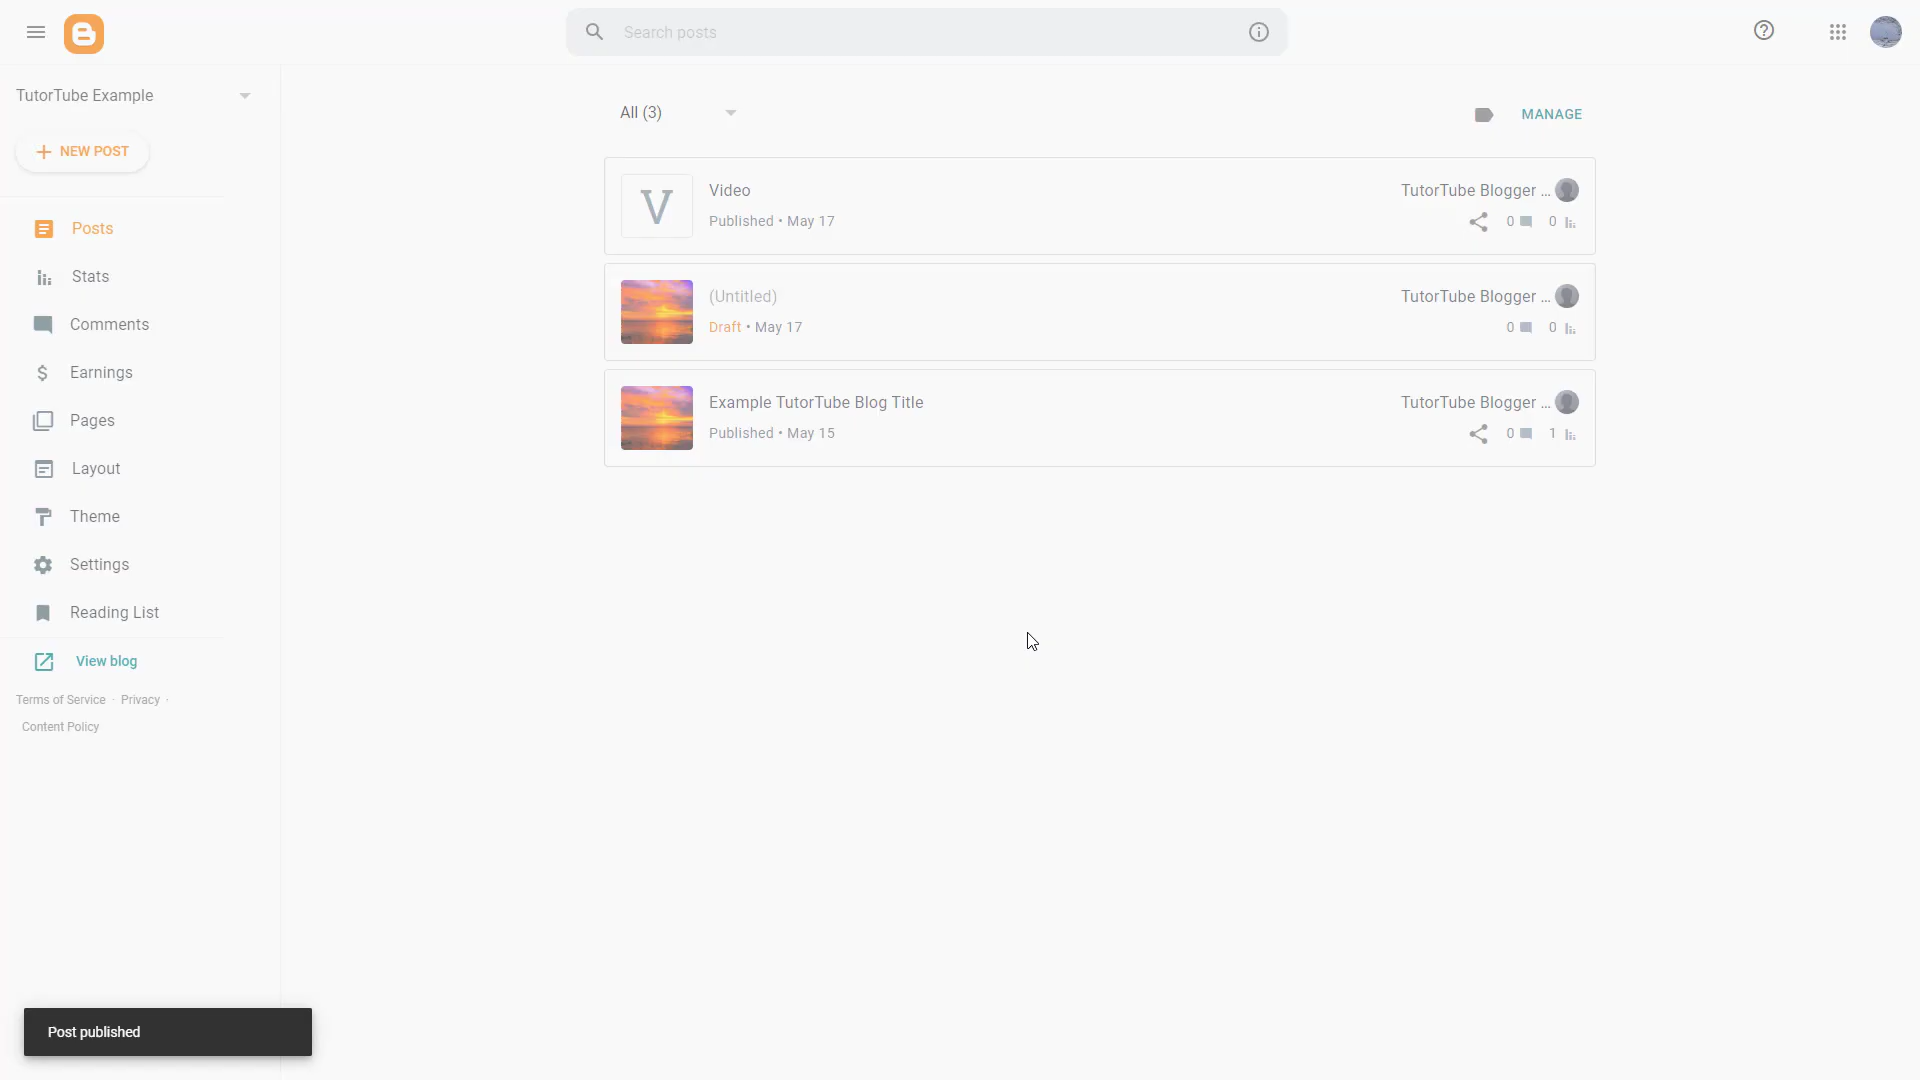 Search posts
TutorTube Example
NEW POST
Posts
Stats
Comments
Earnings
Pages
Layout
Theme
Settings
Reading List
View blog
Terms of Service · Privacy ·
Content Policy
All (3)
MANAGE
V
Video
TutorTube Blogger ...
Published • May 17
0 0
(Untitled)
TutorTube Blogger ...
Draft • May 17
0 0
Example TutorTube Blog Title
TutorTube Blogger ...
Published • May 15
0 1
Post published